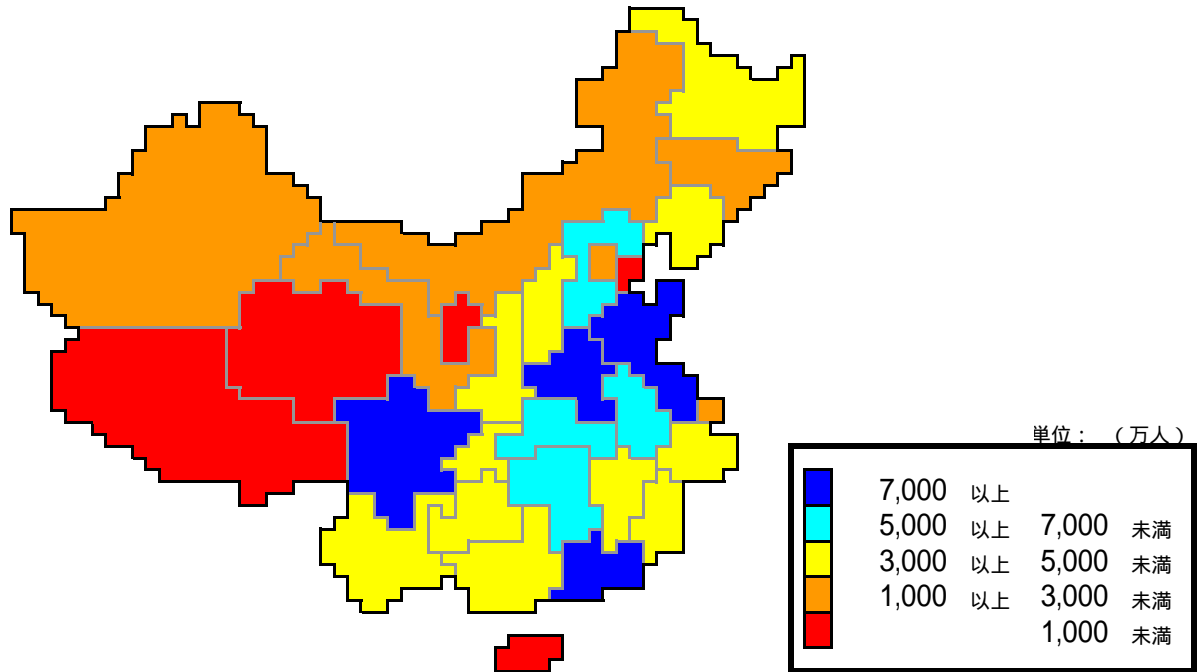 単位： （万人）
7,000 以上
5,000 以上 7,000 未満
3,000 以上 5,000 未満
1,000 以上 3,000 未満
1,000 未満